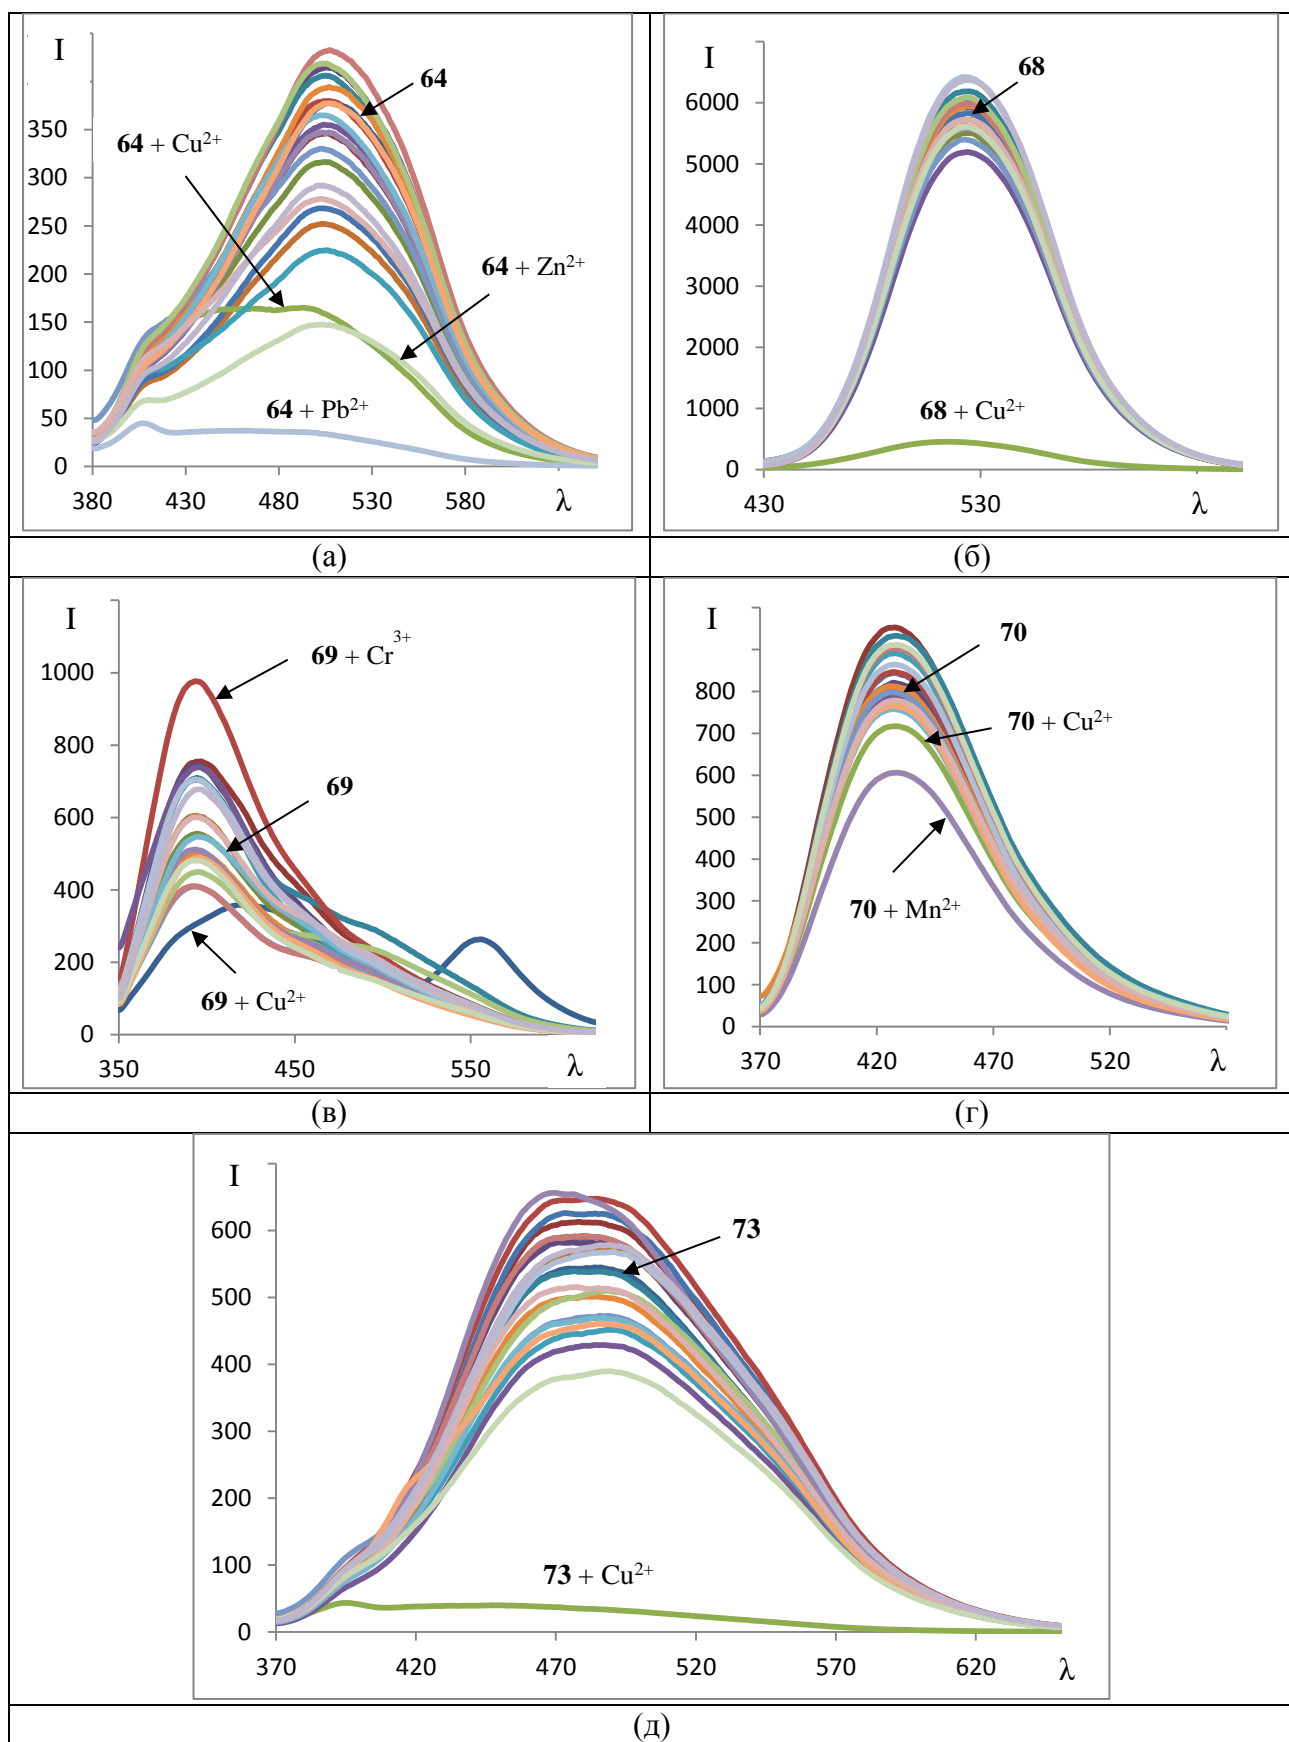 I
64
64 + Cu²⁺
64 + Zn²⁺
64 + Pb²⁺
350
300
250
200
150
100
50
0
380 430 480 530 580 λ
(а)
I
68
68 + Cu²⁺
6000
5000
4000
3000
2000
1000
0
430 530 λ
(б)
I
69 + Cr³⁺
69
69 + Cu²⁺
1000
800
600
400
200
0
350 450 550 λ
(в)
I
70
70 + Cu²⁺
70 + Mn²⁺
800
700
600
500
400
300
200
100
0
370 420 470 520 λ
(г)
I
73
73 + Cu²⁺
600
500
400
300
200
100
0
370 420 470 520 570 620 λ
(д)